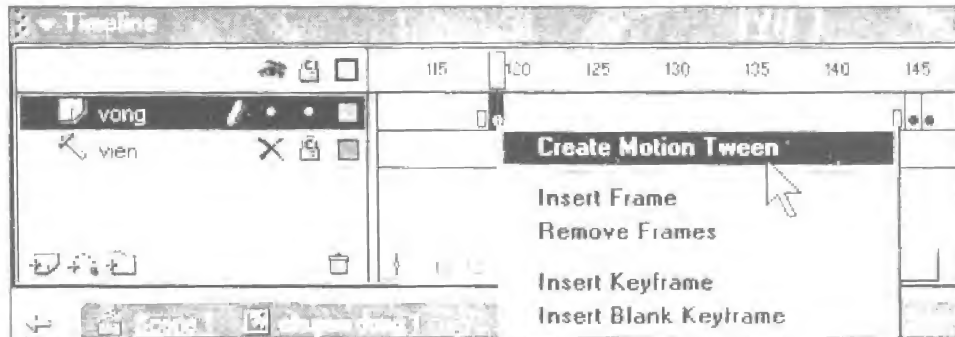 Timeline
115 120 125 130 135 140 145
vong
vien
Create Motion Tween
Insert Frame
Remove Frames
Insert Keyframe
Insert Blank Keyframe